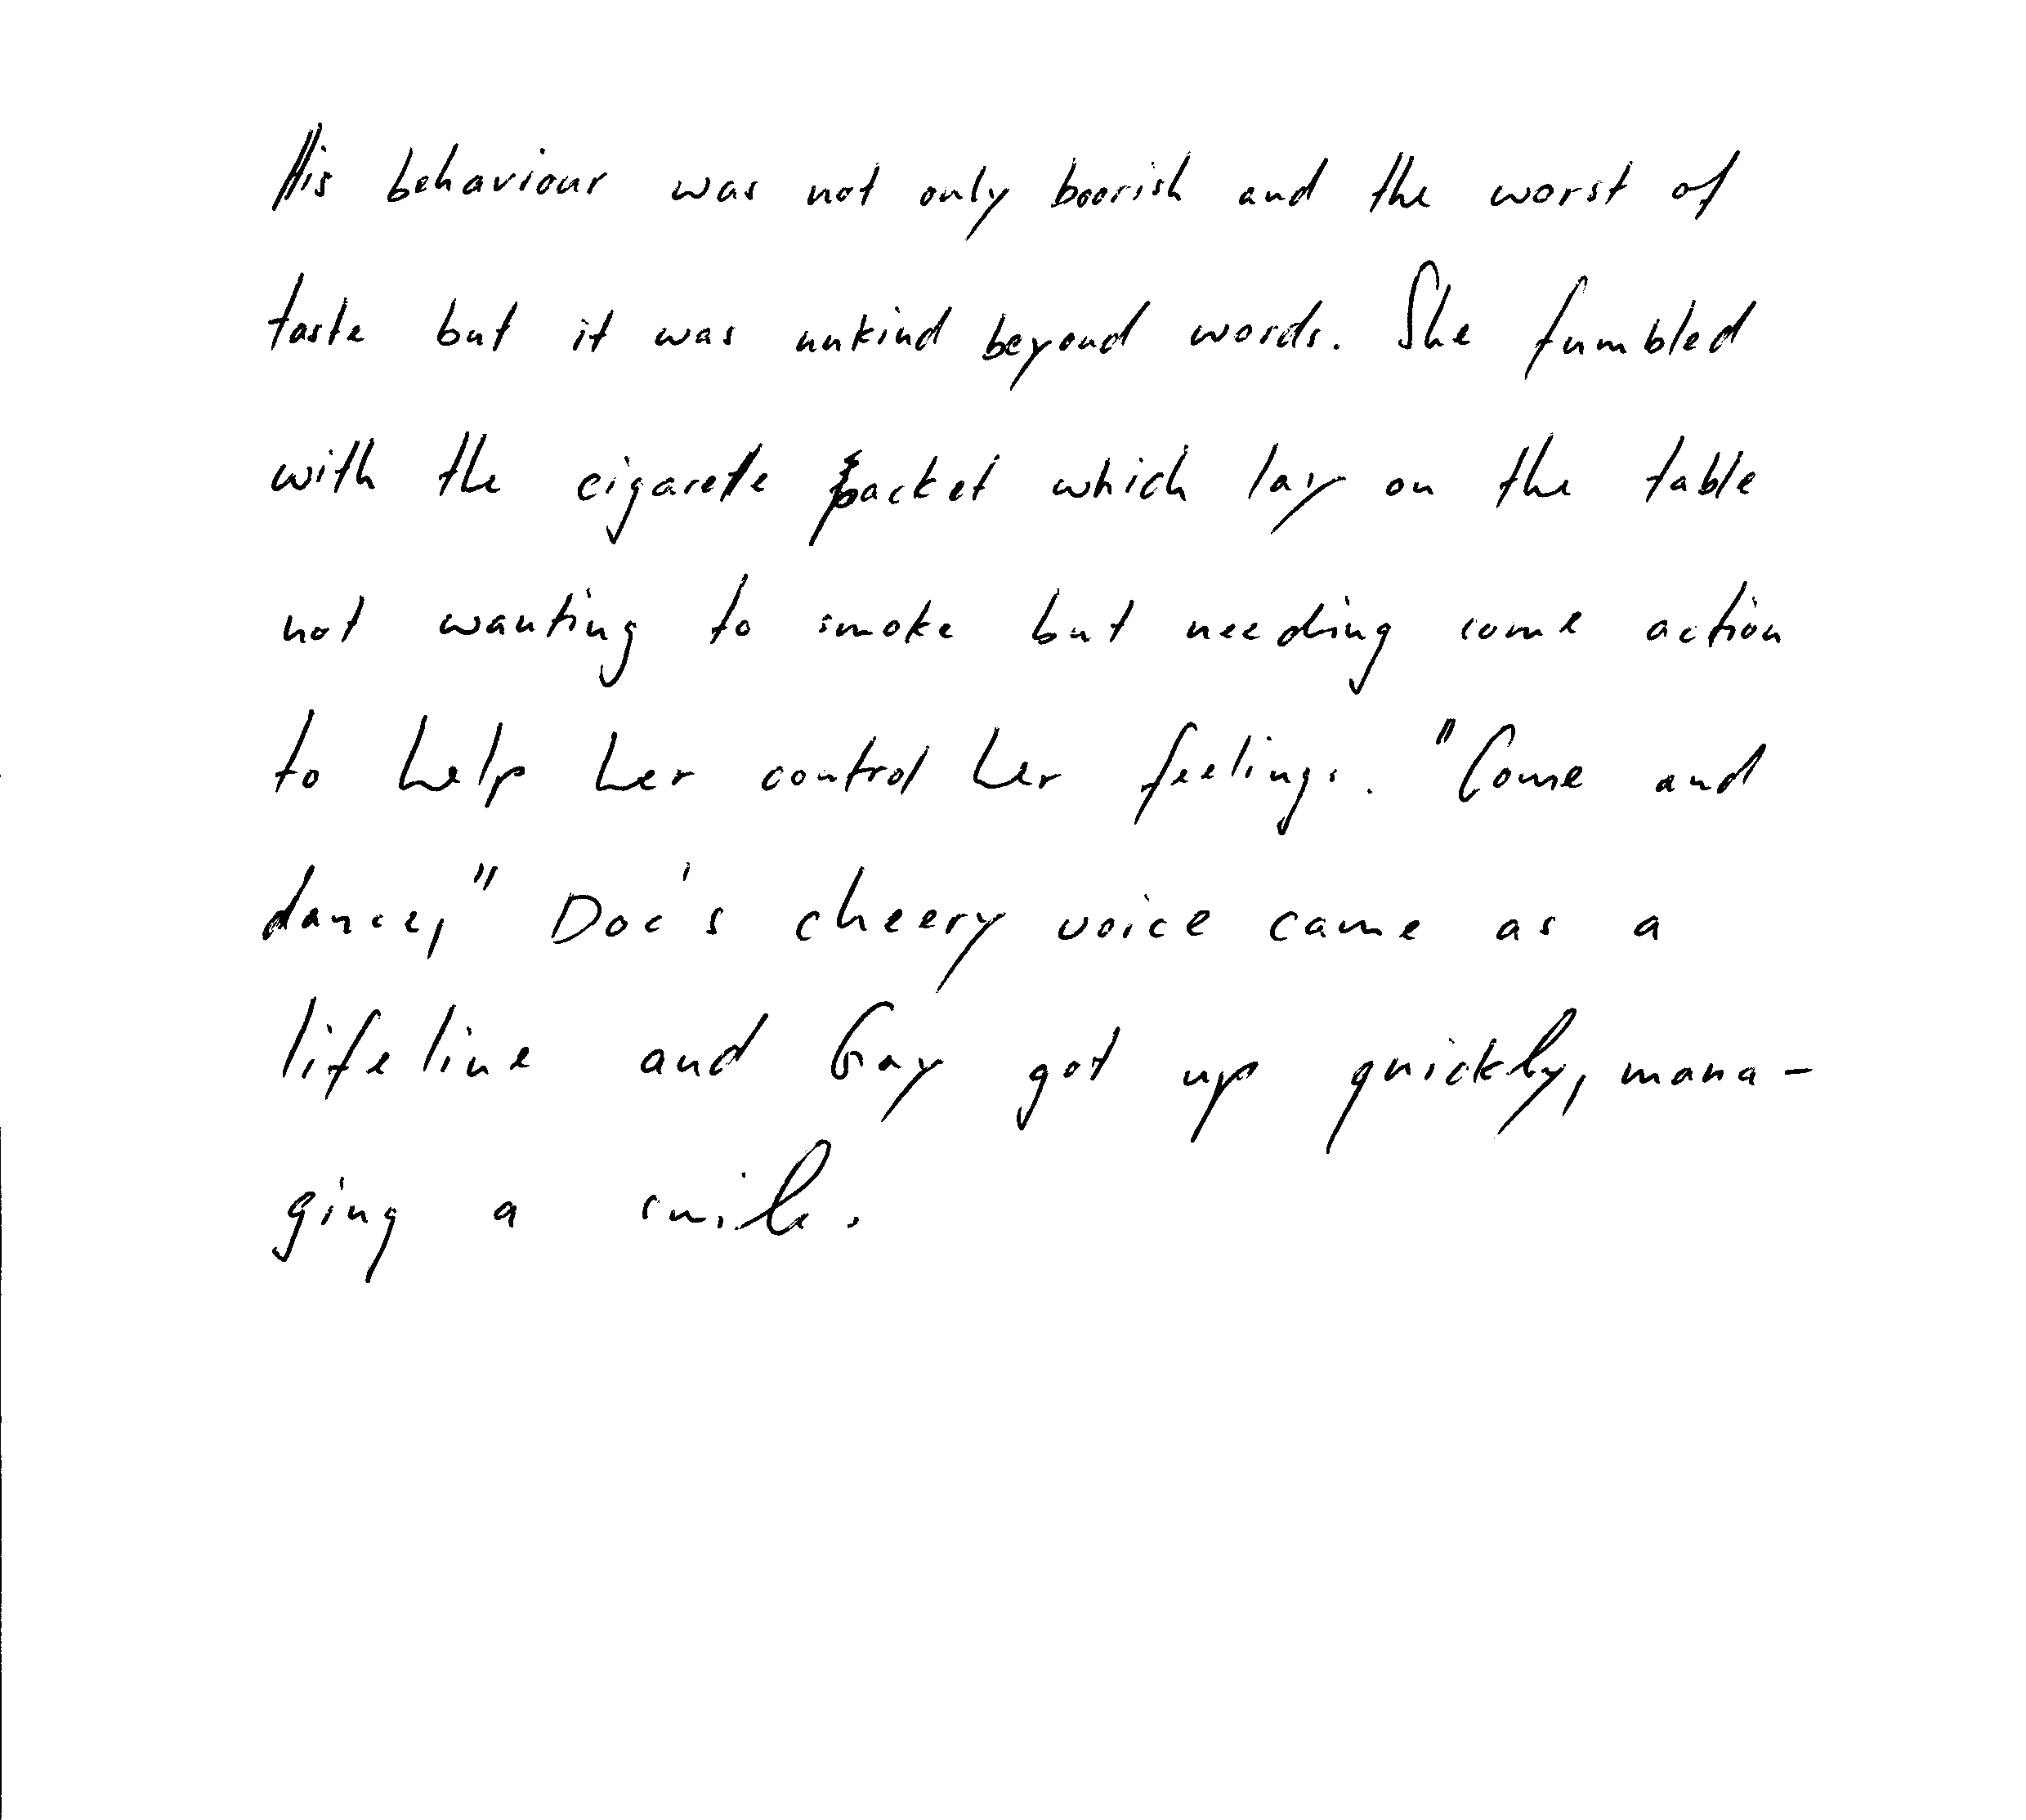 His behaviour was not only boorish and the worst of
taste but it was unkind beyond words. She fumbled
with the cigarette packet which lay on the table
not wanting to smoke but needing some action
to help her control her feelings. "Come and
dance," Doc's cheery voice came as a
lifeline and Gay got up quickly, mana-
ging a smile.